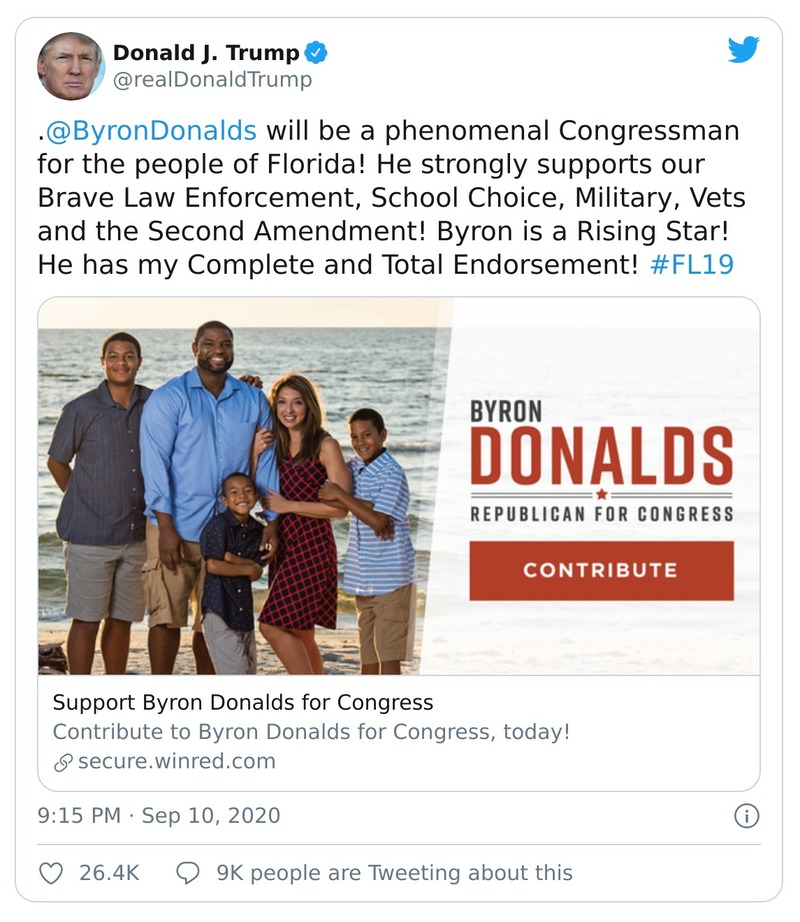 Donald J. Trump
@realDonaldTrump
.@ByronDonalds will be a phenomenal Congressman
for the people of Florida! He strongly supports our
Brave Law Enforcement, School Choice, Military, Vets
and the Second Amendment! Byron is a Rising Star!
He has my Complete and Total Endorsement! #FL19
BYRON
DONALDS
REPUBLICAN FOR CONGRESS
CONTRIBUTE
Support Byron Donalds for Congress
Contribute to Byron Donalds for Congress, today!
secure.winred.com
9:15 PM · Sep 10, 2020
26.4K 9K people are Tweeting about this